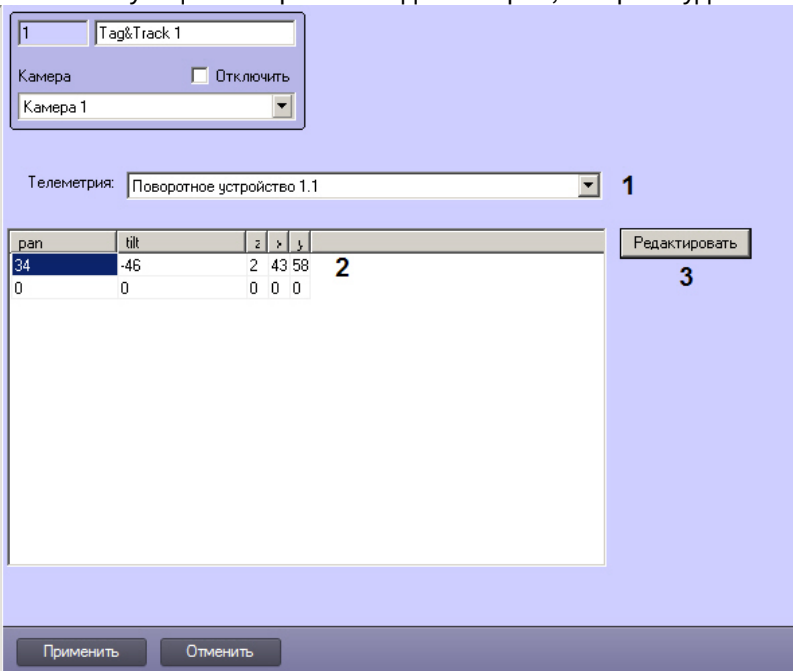 1 Tag&Track 1
Камера Отключить
Камера 1
Телеметрия: Поворотное устройство 1.1 1
pan tilt z x y Редактировать
34 -46 2 43 58 2
3
0 0 0 0 0
Применить Отменить